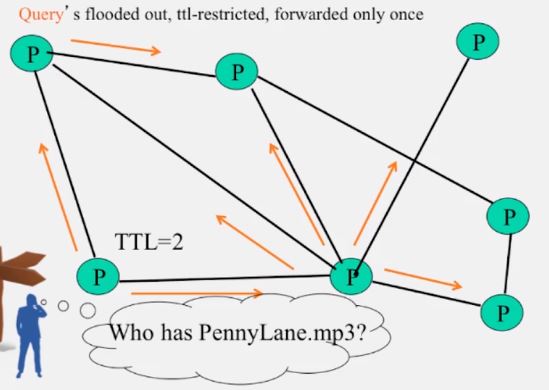 Query's flooded out, ttl-restricted, forwarded only once
P
P
P
P
TTL=2
P
P
P
Who has PennyLane.mp3?